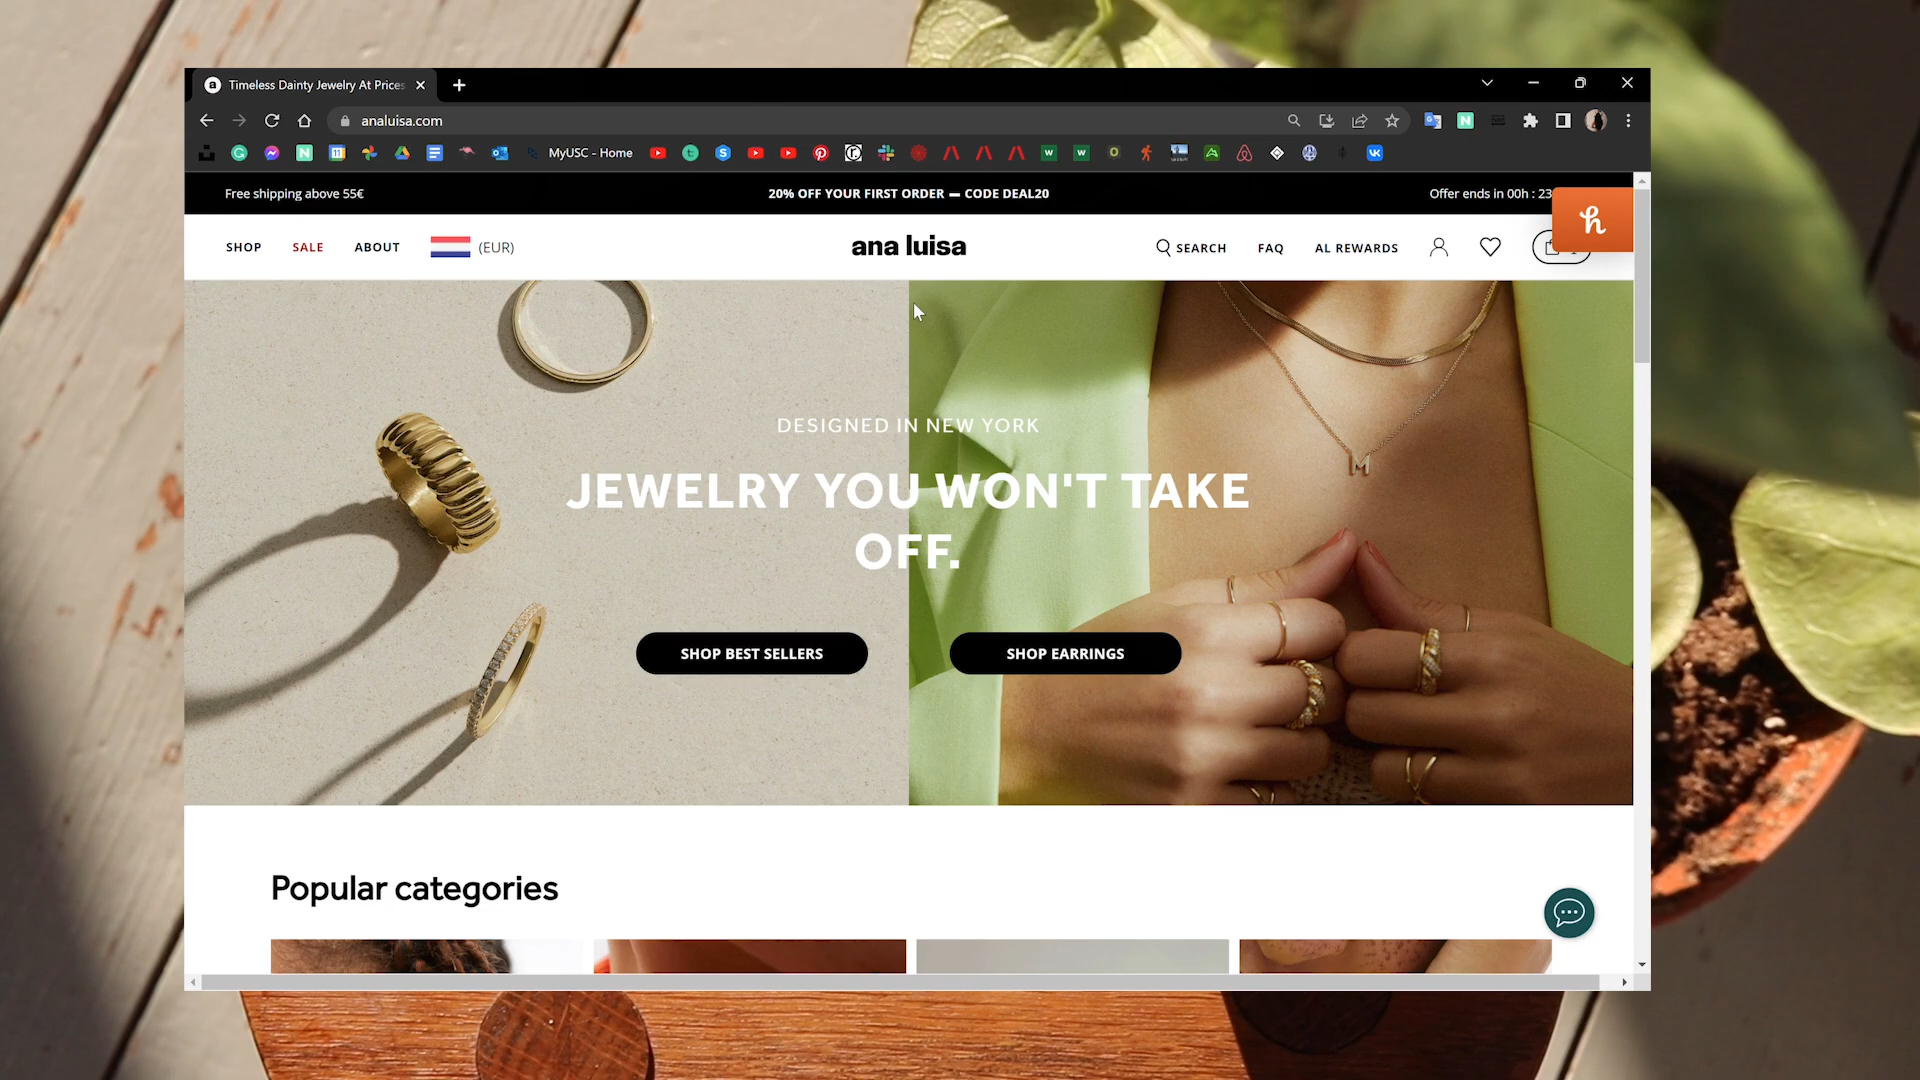 Timeless Dainty Jewelry At Prices
analuisa.com
MyUSC - Home
Free shipping above 55€
20% OFF YOUR FIRST ORDER — CODE DEAL20
Offer ends in 00h : 23
SHOP
SALE
ABOUT
(EUR)
ana luisa
SEARCH
FAQ
AL REWARDS
h
DESIGNED IN NEW YORK
JEWELRY YOU WON'T TAKE
OFF.
M
SHOP BEST SELLERS
SHOP EARRINGS
Popular categories